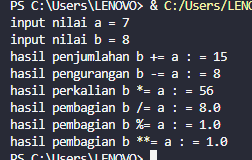 PS C:\Users\LENOVO> & C:/Users/LENO
input nilai a = 7
input nilai b = 8
hasil penjumlahan b += a : = 15
hasil pengurangan b -= a : = 8
hasil perkalian b *= a : = 56
hasil pembagian b /= a : = 8.0
hasil pembagian b %= a : = 1.0
hasil pembagian b **= a : = 1.0
PS C:\Users\LENOVO>